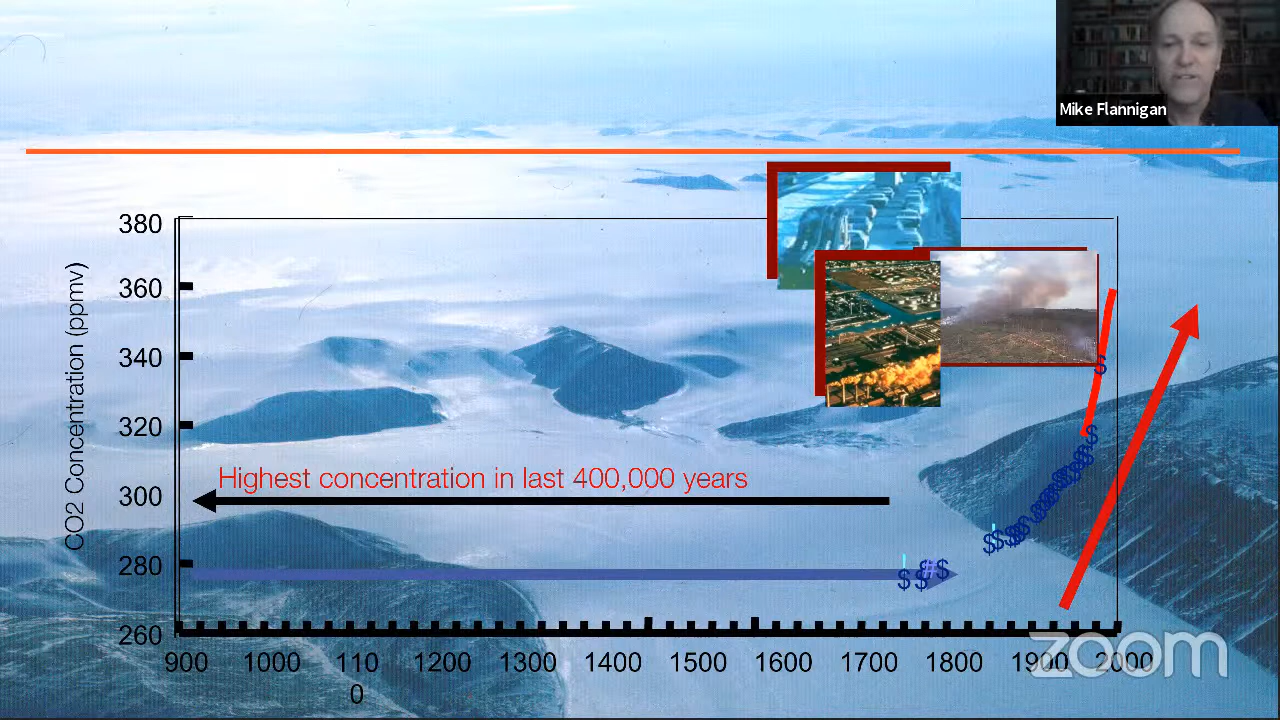 Mike Flannigan
380
360
340
320
300
280
260
CO2 Concentration (ppmv)
Highest concentration in last 400,000 years
$
$
$ $ # $
900 1000 110 1200 1300 1400 1500 1600 1700 1800 1900 2000
0
zoom